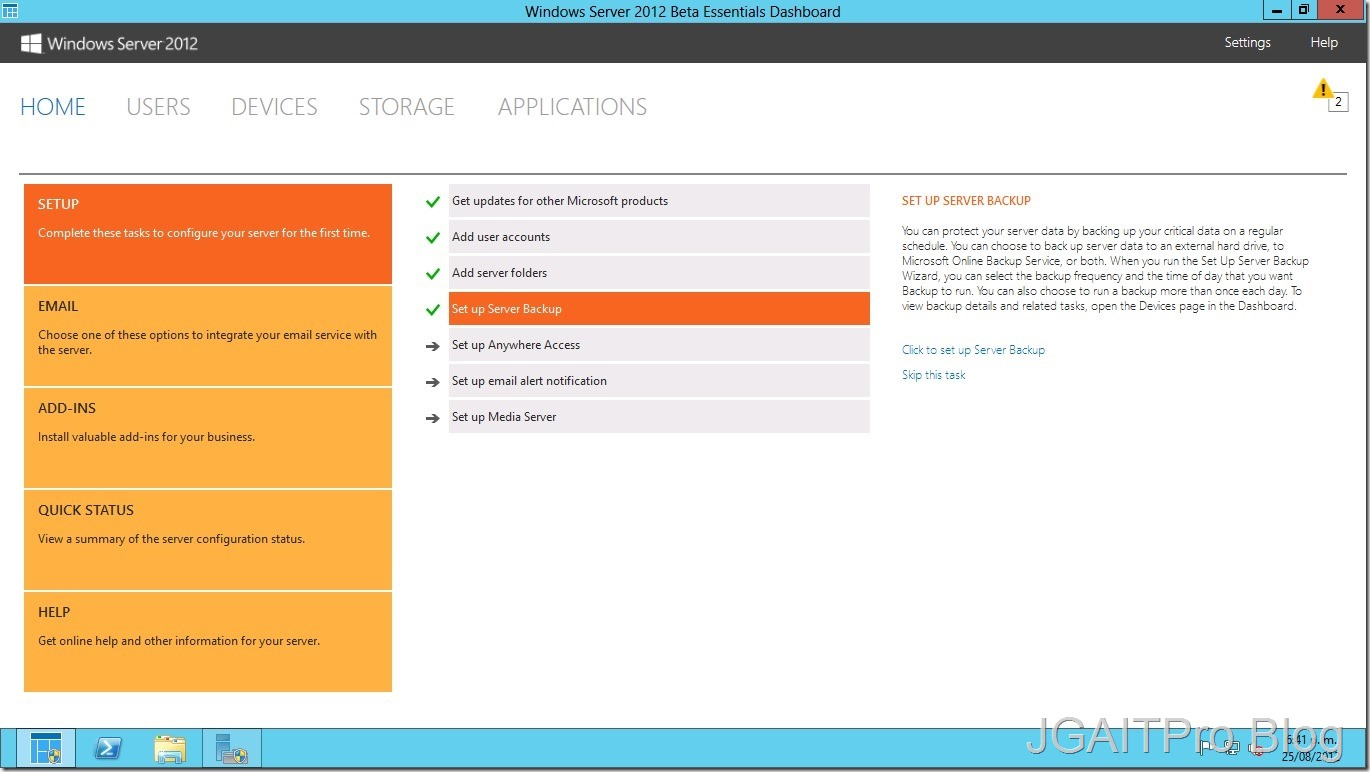 Windows Server 2012 Beta Essentials Dashboard
Windows Server 2012
Settings
Help
HOME
USERS
DEVICES
STORAGE
APPLICATIONS
2
SETUP
Complete these tasks to configure your server for the first time.
EMAIL
Choose one of these options to integrate your email service with
the server.
ADD-INS
Install valuable add-ins for your business.
QUICK STATUS
View a summary of the server configuration status.
HELP
Get online help and other information for your server.
Get updates for other Microsoft products
Add user accounts
Add server folders
Set up Server Backup
Set up Anywhere Access
Set up email alert notification
Set up Media Server
SET UP SERVER BACKUP
You can protect your server data by backing up your critical data on a regular
schedule. You can choose to back up server data to an external hard drive, to
Microsoft Online Backup Service, or both. When you run the Set Up Server Backup
Wizard, you can select the backup frequency and the time of day that you want
Backup to run. You can also choose to run a backup more than once each day. To
view backup details and related tasks, open the Devices page in the Dashboard.
Click to set up Server Backup
Skip this task
JGAITPro Blog